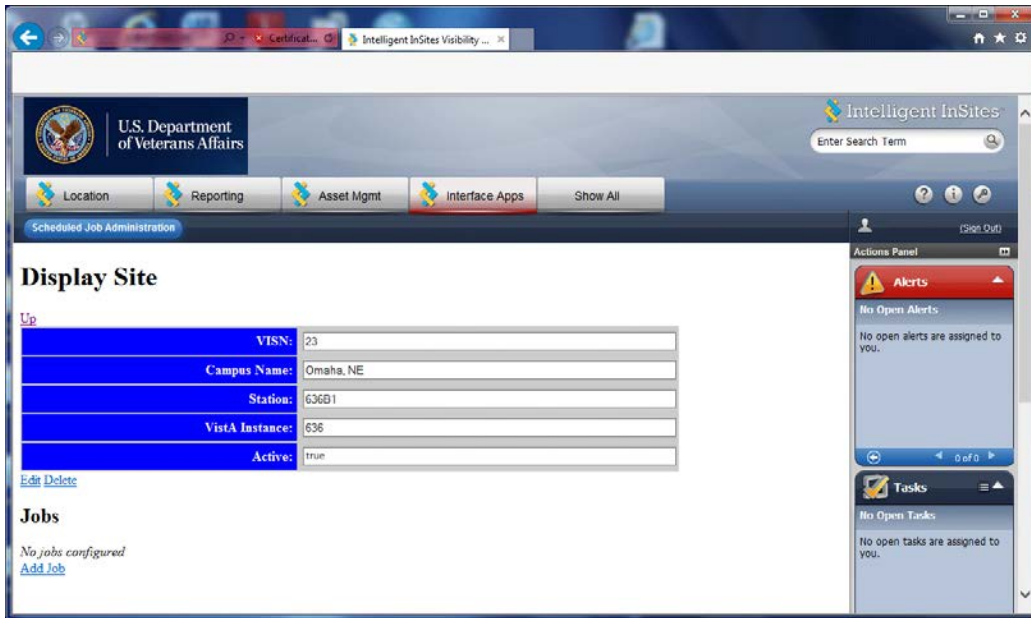 Certificat...
Intelligent InSites Visibility ...
U.S. Department
of Veterans Affairs
Intelligent InSites
Enter Search Term
Location
Reporting
Asset Mgmt
Interface Apps
Show All
Scheduled Job Administration
(Sign Out)
Display Site
Up
VISN: 23
Campus Name: Omaha, NE
Station: 636B1
VistA Instance: 636
Active: true
Edit Delete
Jobs
No jobs configured
Add Job
Actions Panel
Alerts
No Open Alerts
No open alerts are assigned to
you.
0 of 0
Tasks
No Open Tasks
No open tasks are assigned to
you.